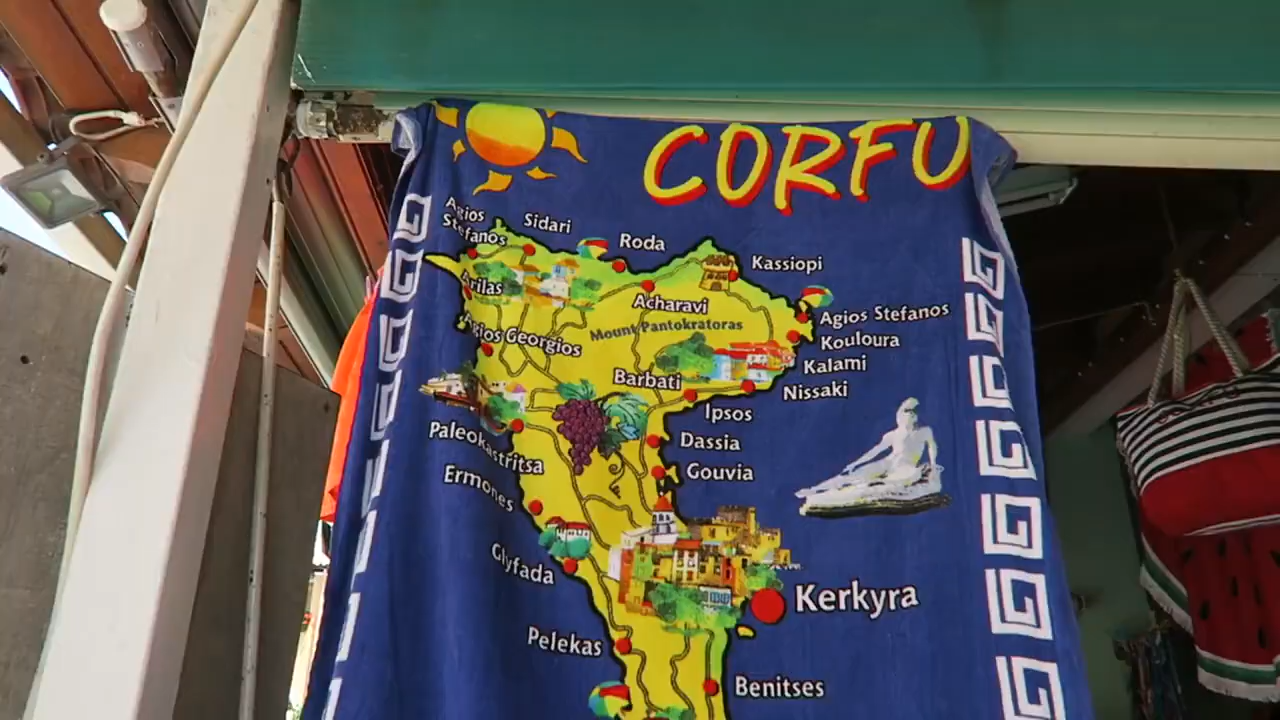 CORFU
Agios
Stefanos
Sidari
Roda
Kassiopi
Arilas
Acharavi
Agios Stefanos
Agios Georgios
Mount Pantokratoras
Kouloura
Kalami
Barbati
Nissaki
Ipsos
Paleokastritsa
Dassia
Gouvia
Ermones
Glyfada
Kerkyra
Pelekas
Benitses